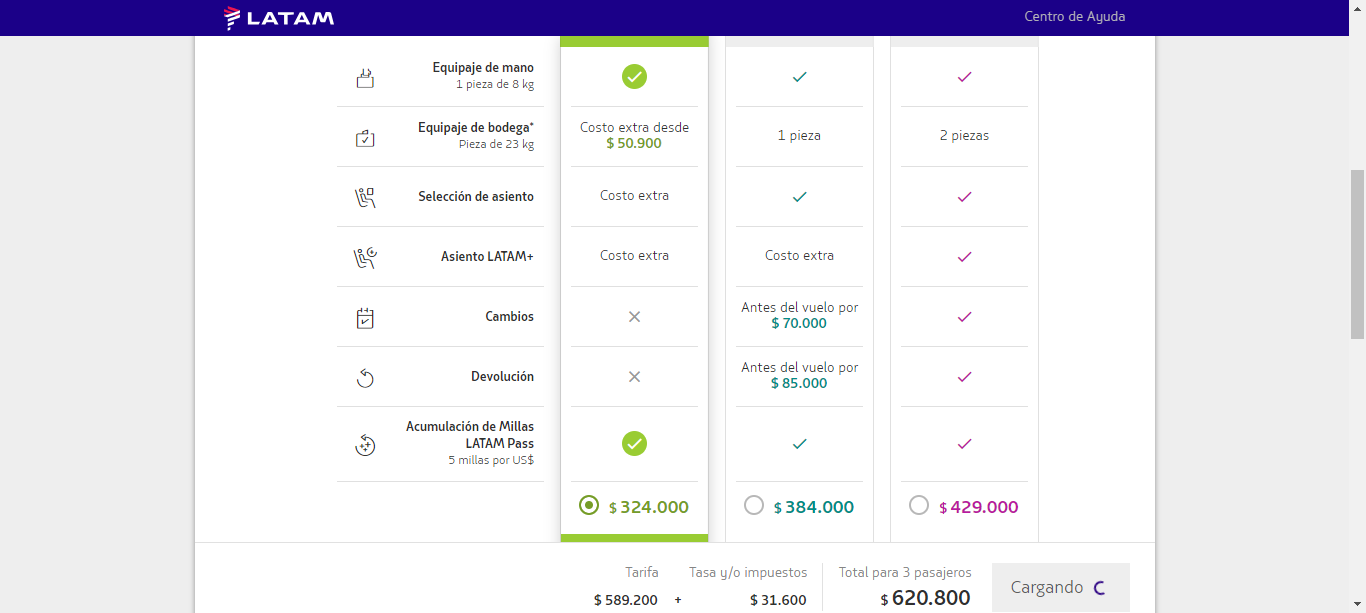 LATAM
Centro de Ayuda
Equipaje de mano
1 pieza de 8 kg
Equipaje de bodega*
Pieza de 23 kg
Costo extra desde
$ 50.900
1 pieza
2 piezas
Selección de asiento
Costo extra
Asiento LATAM+
Costo extra
Costo extra
Cambios
Antes del vuelo por
$ 70.000
Devolución
Antes del vuelo por
$ 85.000
Acumulación de Millas
LATAM Pass
5 millas por US$
$ 324.000
$ 384.000
$ 429.000
Tarifa
Tasa y/o impuestos
Total para 3 pasajeros
$ 589.200
+
$ 31.600
$ 620.800
Cargando